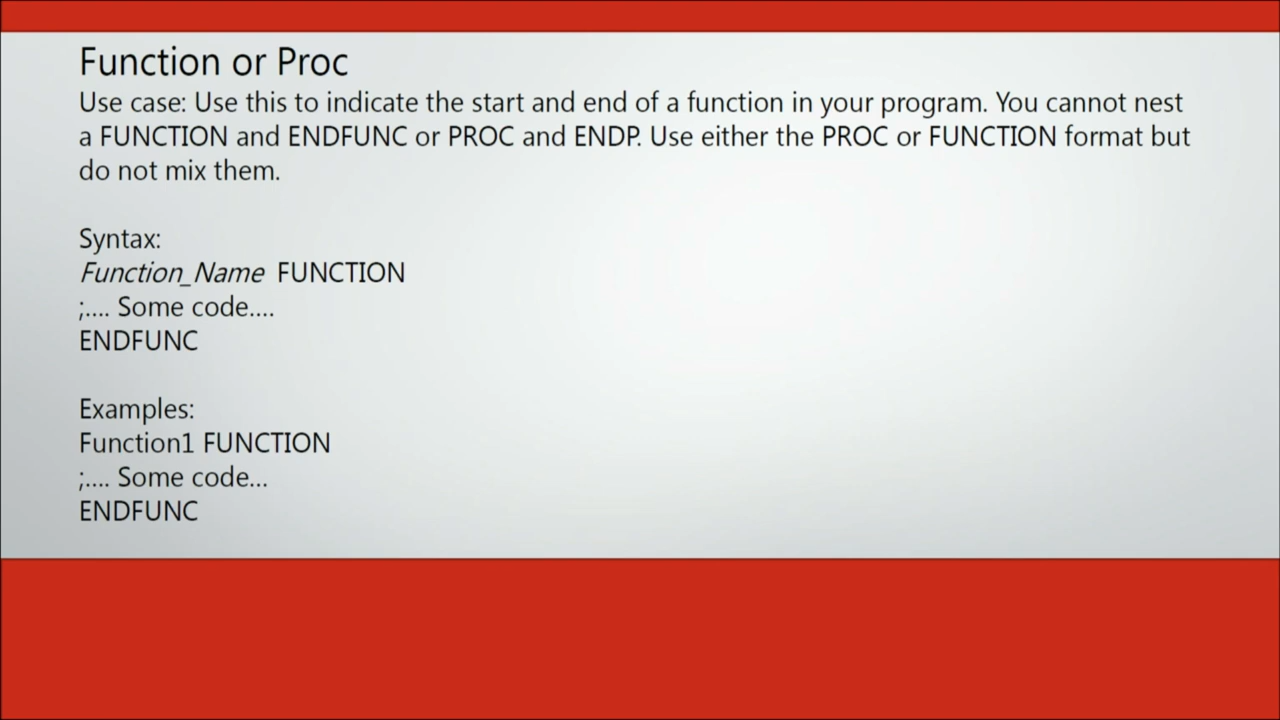 Function or Proc
Use case: Use this to indicate the start and end of a function in your program. You cannot nest
a FUNCTION and ENDFUNC or PROC and ENDP. Use either the PROC or FUNCTION format but
do not mix them.
Syntax:
Function_Name FUNCTION
;.... Some code....
ENDFUNC
Examples:
Function1 FUNCTION
;.... Some code...
ENDFUNC